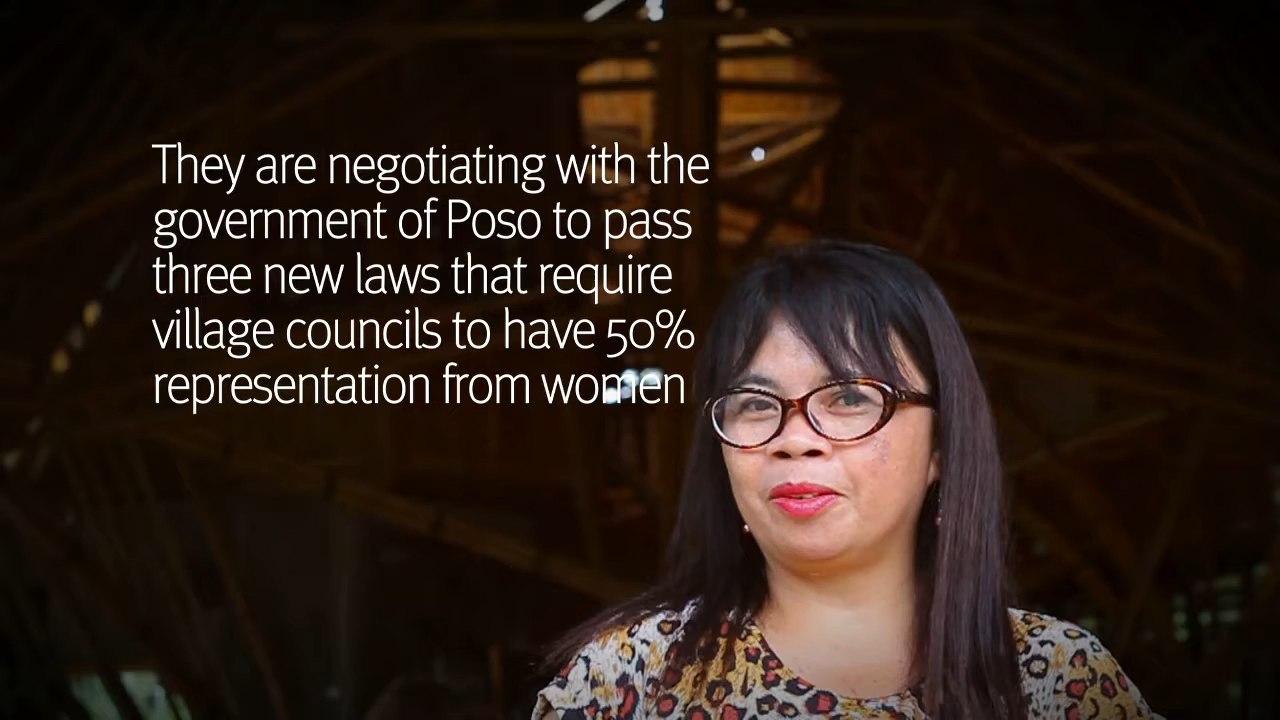 They are negotiating with the
government of Poso to pass
three new laws that require
village councils to have 50%
representation from women